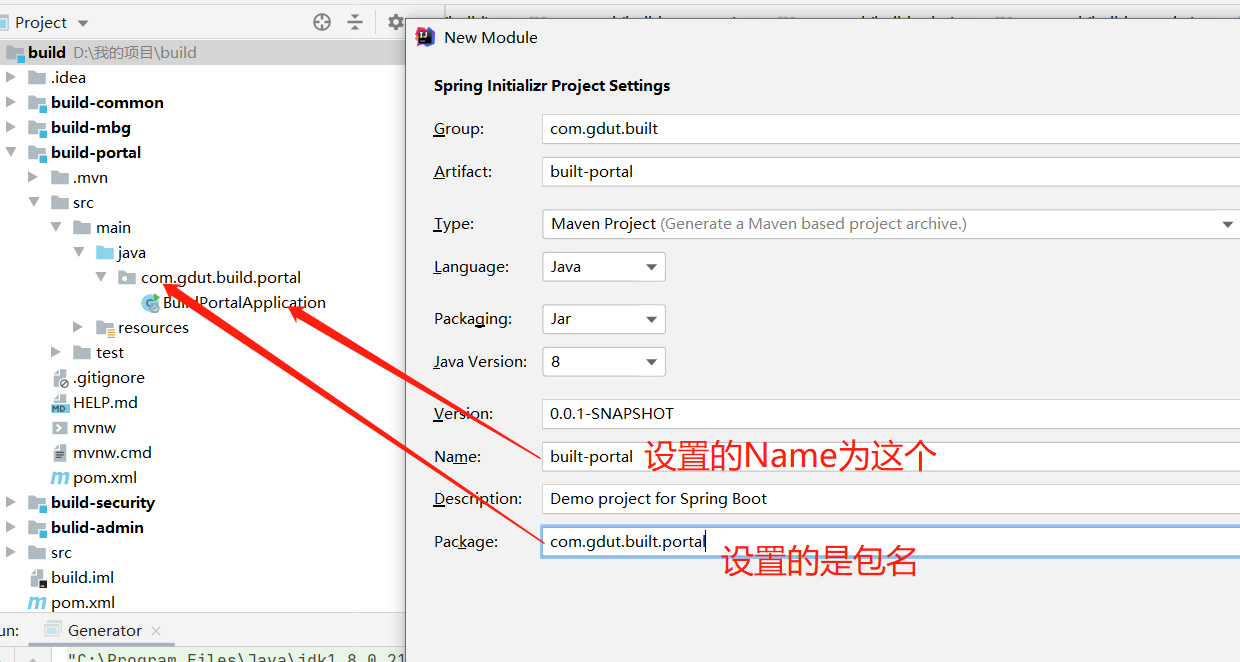 Project
build D:\我的项目\build
.idea
build-common
build-mbg
build-portal
.mvn
src
main
java
com.gdut.build.portal
BuildPortalApplication
resources
test
.gitignore
HELP.md
mvnw
mvnw.cmd
pom.xml
build-security
bulid-admin
src
build.iml
pom.xml
un:
Generator
"C:\Program Files\Java\jdk1.8.0_21
New Module
Spring Initializr Project Settings
Group: com.gdut.built
Artifact: built-portal
Type: Maven Project (Generate a Maven based project archive.)
Language: Java
Packaging: Jar
Java Version: 8
Version: 0.0.1-SNAPSHOT
Name: built-portal 设置的Name为这个
Description: Demo project for Spring Boot
Package: com.gdut.built.portal
设置的是包名